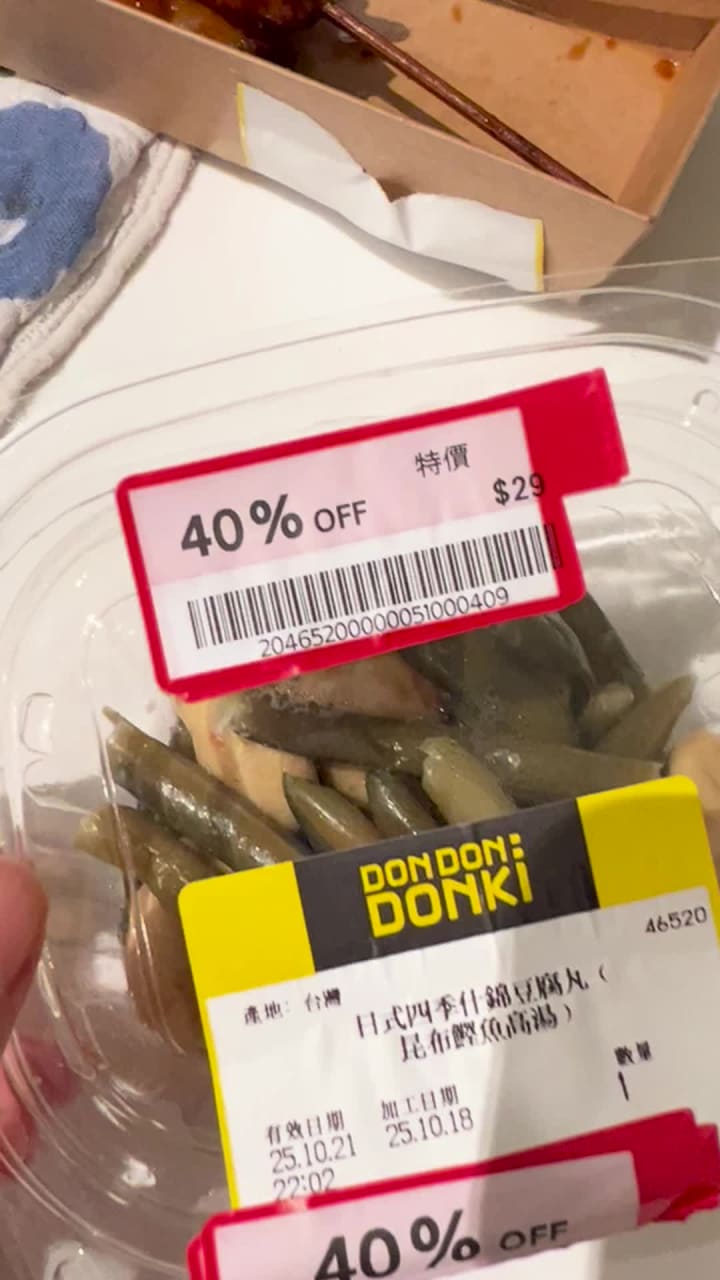 特價
40% OFF $29
20465200000051000409
DON DON
DONKi
46520
產地: 台灣
日式四季什錦豆腐丸(
昆布鰹魚高湯)
數量
1
有效日期 加工日期
25.10.21 25.10.18
22:02
40% OFF